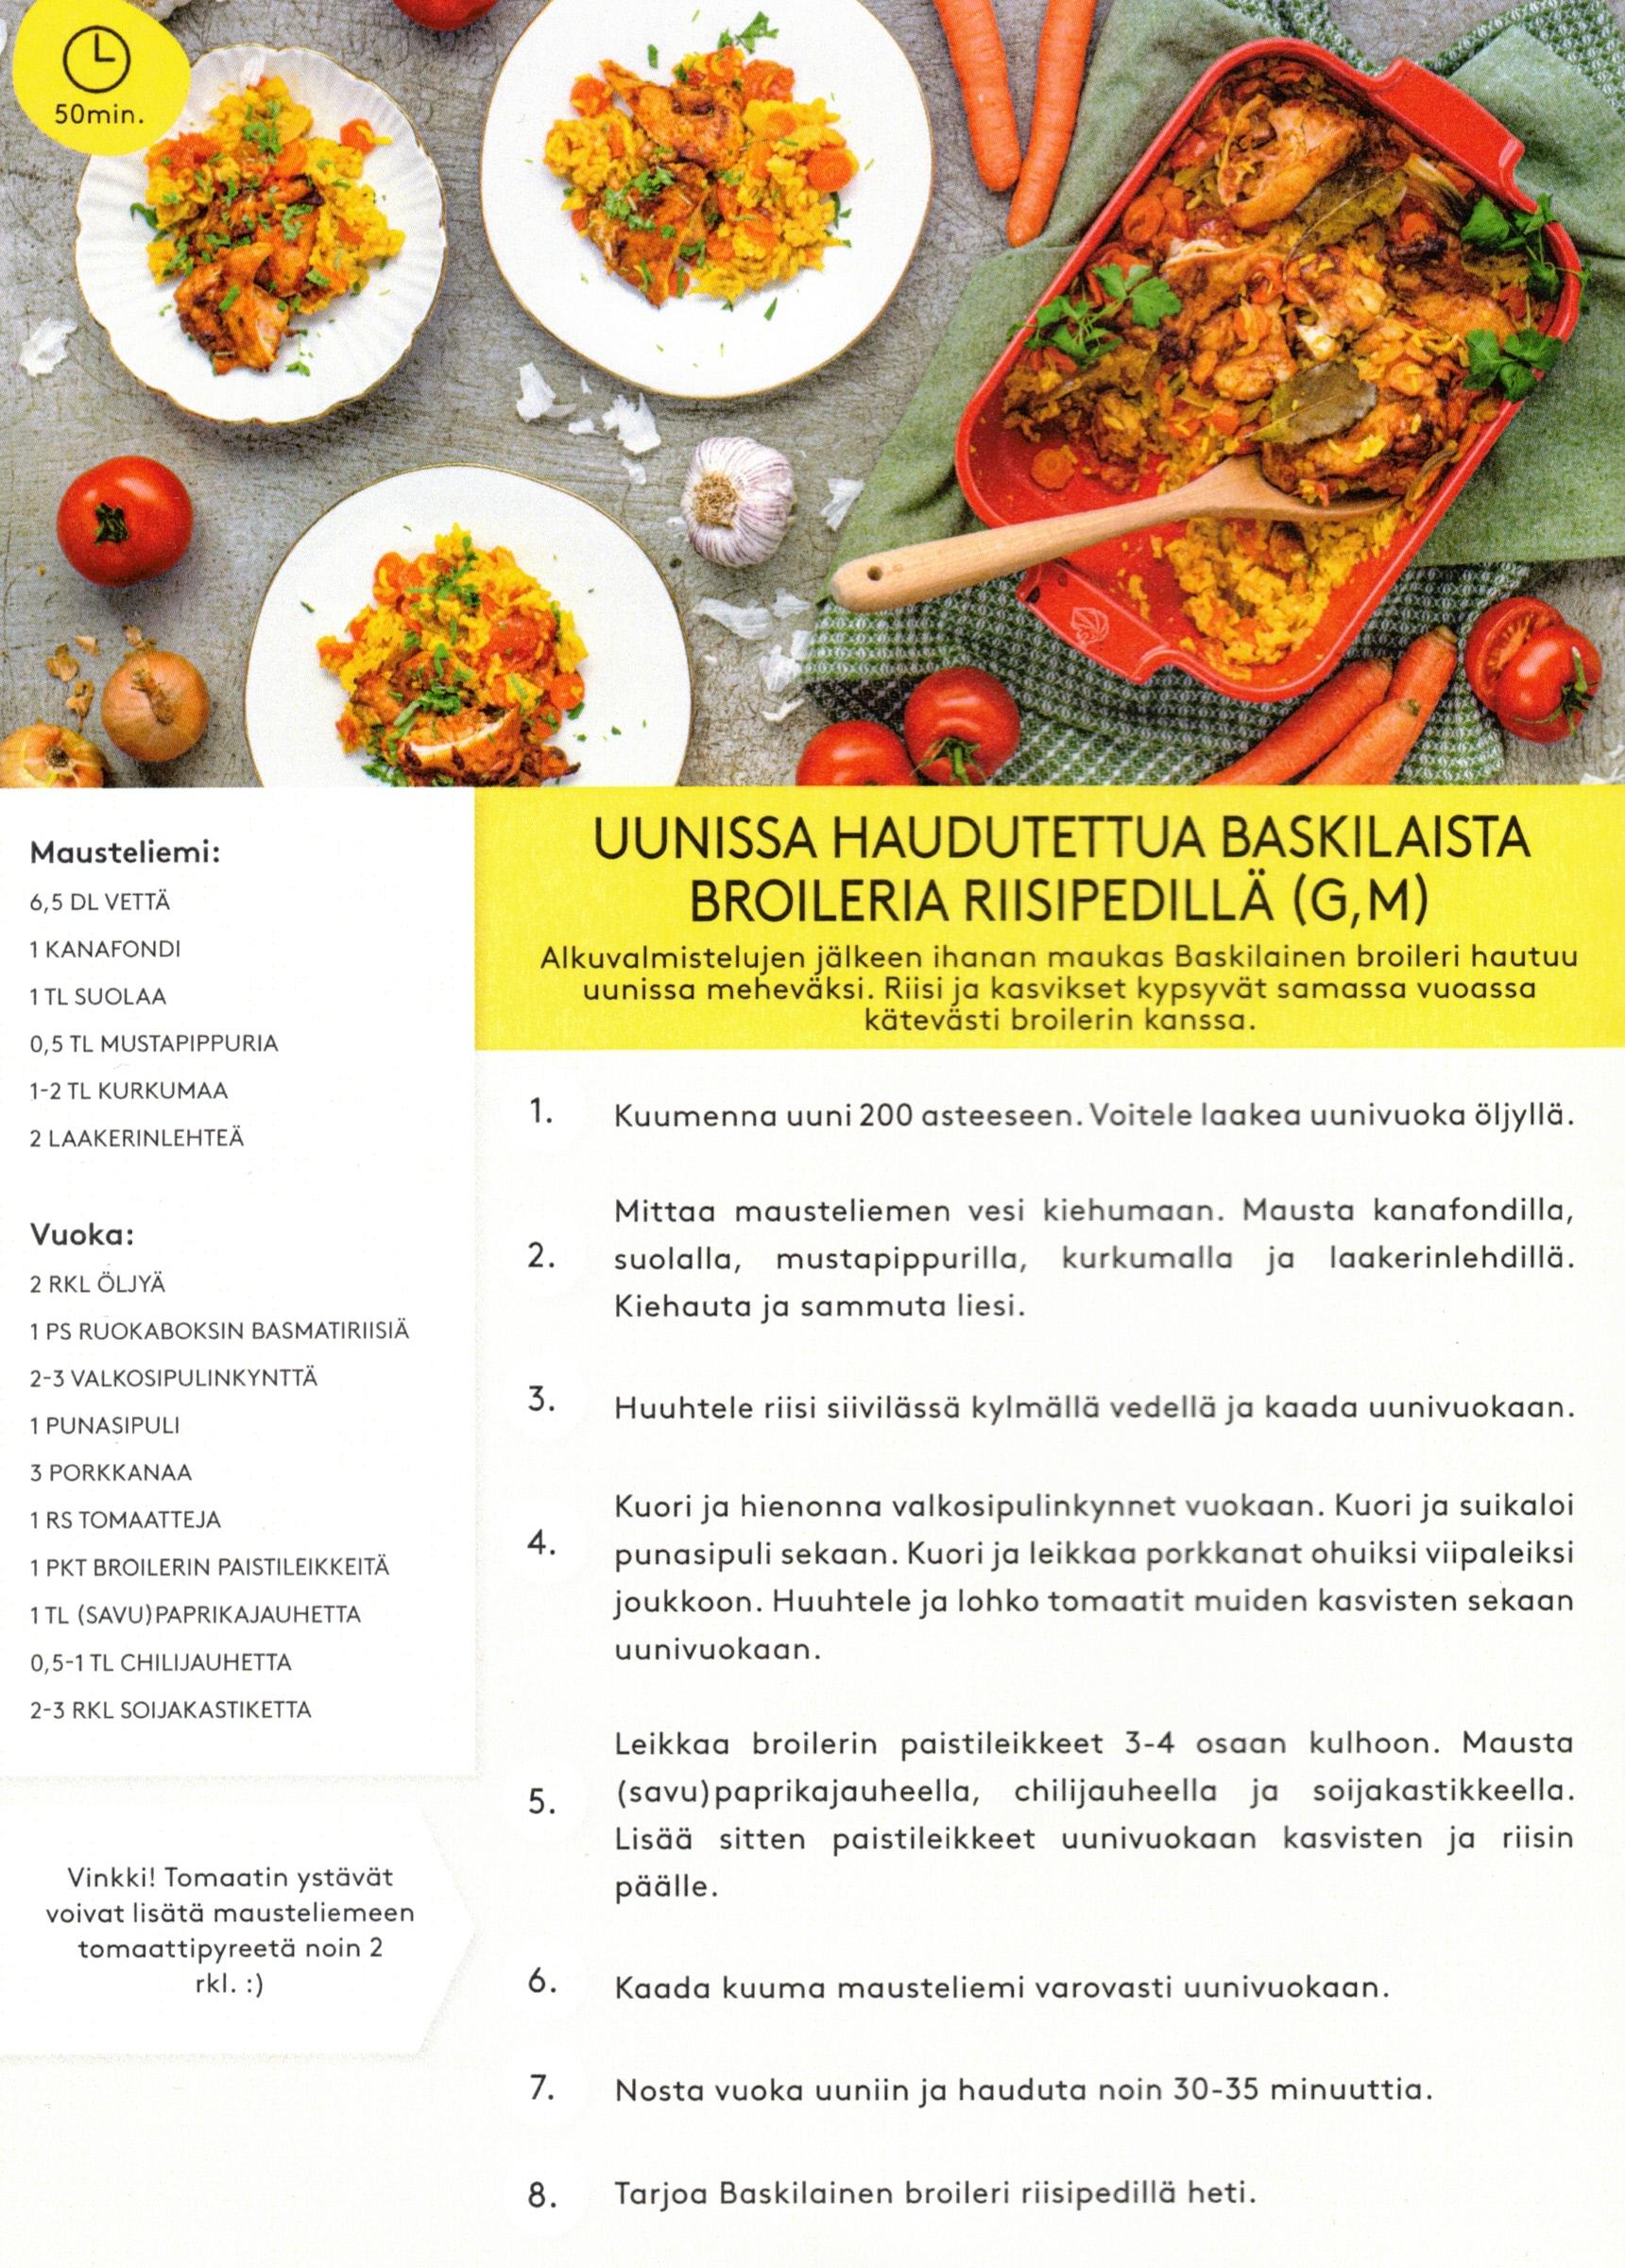 50min.
Mausteliemi:
6,5 DL VETTÄ
1 KANAFONDI
1 TL SUOLAA
0,5 TL MUSTAPIPPURIA
1-2 TL KURKUMAA
2 LAAKERINLEHTEÄ
Vuoka:
2 RKL ÖLJYÄ
1 PS RUOKABOKSIN BASMATIRIISIÄ
2-3 VALKOSIPULINKYNTTÄ
1 PUNASIPULI
3 PORKKANAA
1 RS TOMAATTEJA
1 PKT BROILERIN PAISTILEIKKEITÄ
1 TL (SAVU)PAPRIKAJAUHETTA
0,5-1 TL CHILIJAUHETTA
2-3 RKL SOIJAKASTIKETTA
Vinkki! Tomaatin ystävät
voivat lisätä mausteliemeen
tomaattipyreetä noin 2
rkl. :)
UUNISSA HAUDUTETTUA BASKILAISTA
BROILERIA RIISIPEDILLÄ (G,M)
Alkuvalmistelujen jälkeen ihanan maukas Baskilainen broileri hautuu
uunissa meheväksi. Riisi ja kasvikset kypsyvät samassa vuoassa
kätevästi broilerin kanssa.
1. Kuumenna uuni 200 asteeseen. Voitele laakea uunivuoka öljyllä.
2. Mittaa mausteliemen vesi kiehumaan. Mausta kanafondilla,
suolalla, mustapippurilla, kurkumalla ja laakerinlehdillä.
Kiehauta ja sammuta liesi.
3. Huuhtele riisi siivilässä kylmällä vedellä ja kaada uunivuokaan.
4. Kuori ja hienonna valkosipulinkynnet vuokaan. Kuori ja suikaloi
punasipuli sekaan. Kuori ja leikkaa porkkanat ohuiksi viipaleiksi
joukkoon. Huuhtele ja lohko tomaatit muiden kasvisten sekaan
uunivuokaan.
5. Leikkaa broilerin paistileikkeet 3-4 osaan kulhoon. Mausta
(savu)paprikajauheella, chilijauheella ja soijakastikkeella.
Lisää sitten paistileikkeet uunivuokaan kasvisten ja riisin
päälle.
6. Kaada kuuma mausteliemi varovasti uunivuokaan.
7. Nosta vuoka uuniin ja hauduta noin 30-35 minuuttia.
8. Tarjoa Baskilainen broileri riisipedillä heti.